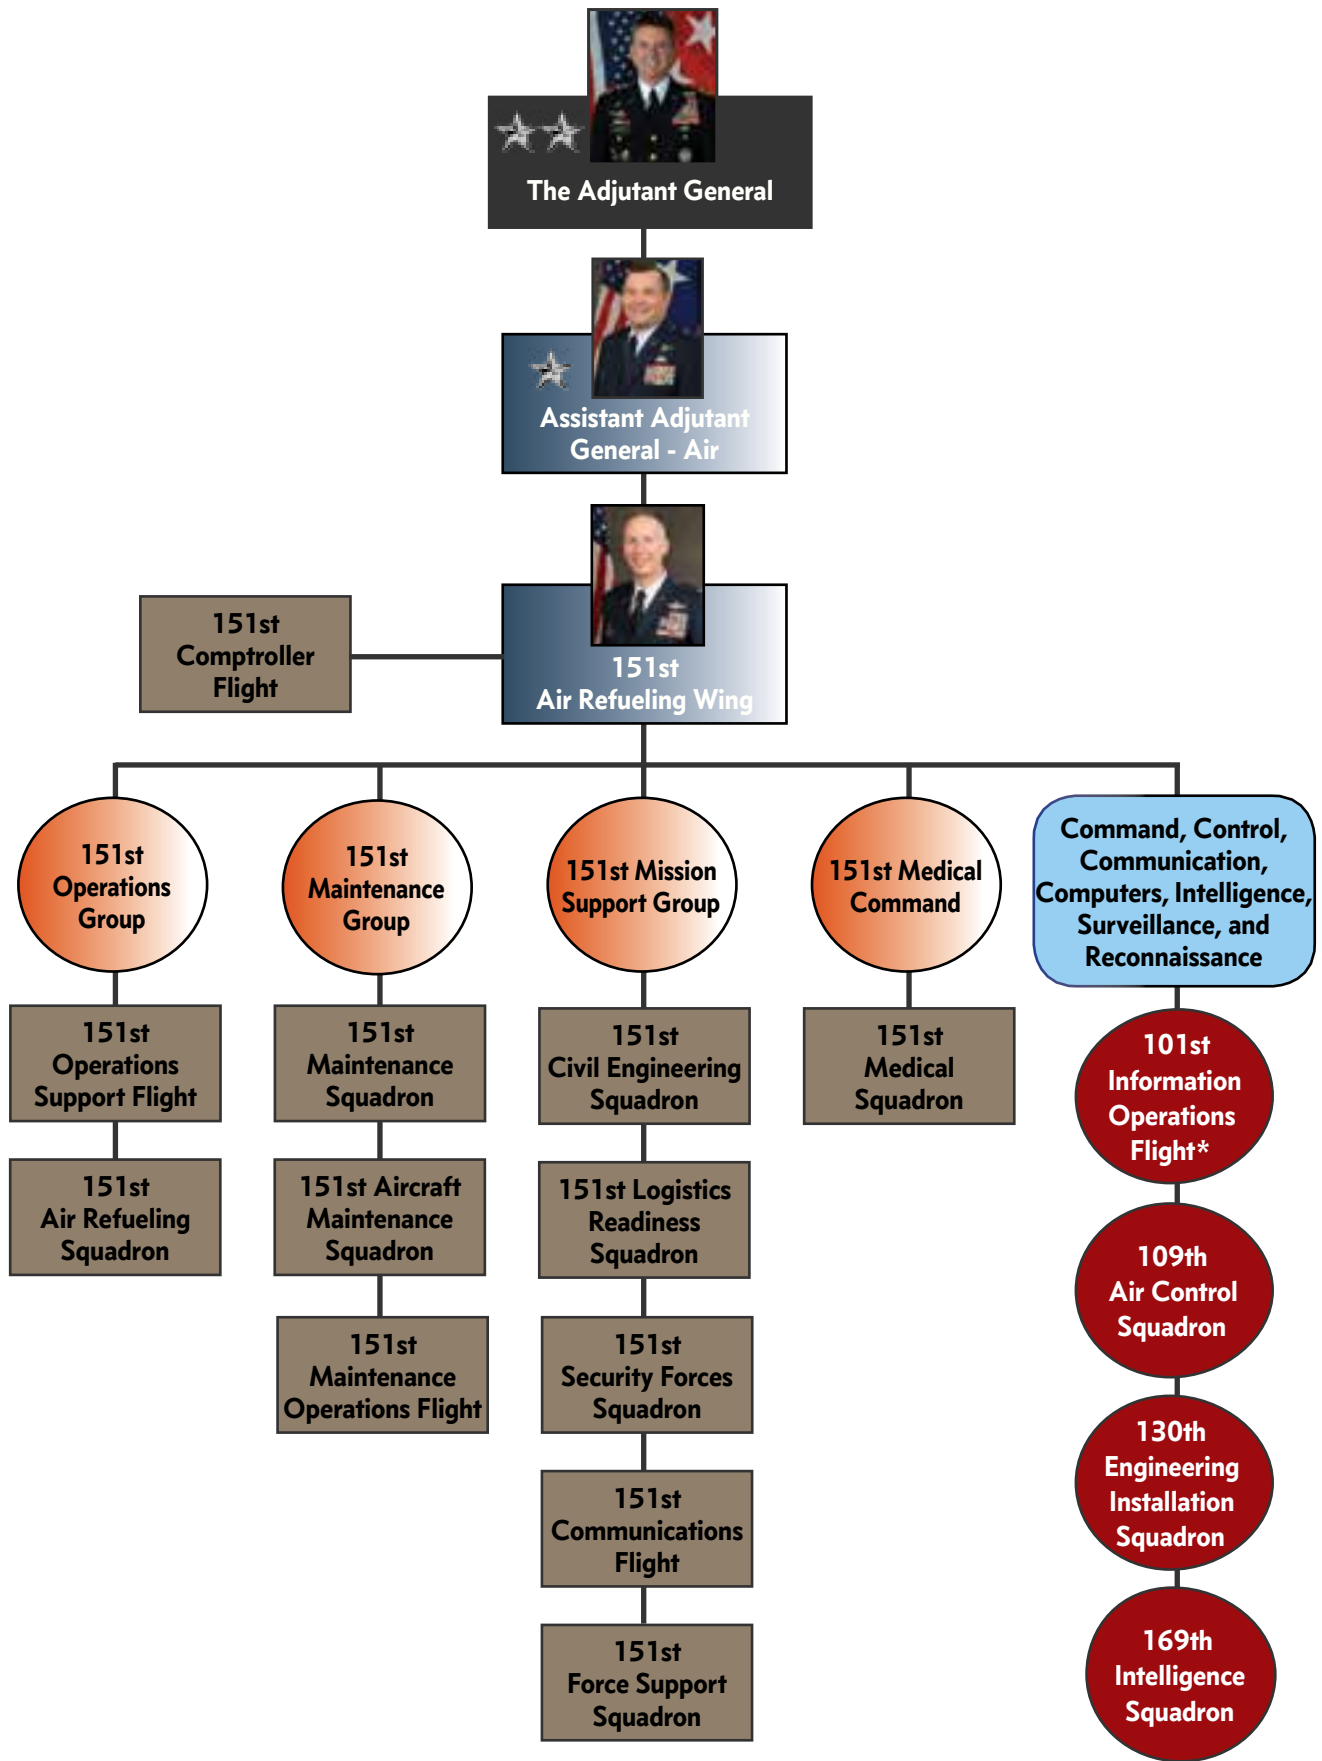 The Adjutant General
Assistant Adjutant
General - Air
151st
Comptroller
Flight
151st
Air Refueling Wing
151st
Operations
Group
151st
Maintenance
Group
151st Mission
Support Group
151st Medical
Command
Command, Control,
Communication,
Computers, Intelligence,
Surveillance, and
Reconnaissance
151st
Operations
Support Flight
151st
Air Refueling
Squadron
151st
Maintenance
Squadron
151st Aircraft
Maintenance
Squadron
151st
Maintenance
Operations Flight
151st
Civil Engineering
Squadron
151st Logistics
Readiness
Squadron
151st
Security Forces
Squadron
151st
Communications
Flight
151st
Force Support
Squadron
151st
Medical
Squadron
101st
Information
Operations
Flight*
109th
Air Control
Squadron
130th
Engineering
Installation
Squadron
169th
Intelligence
Squadron